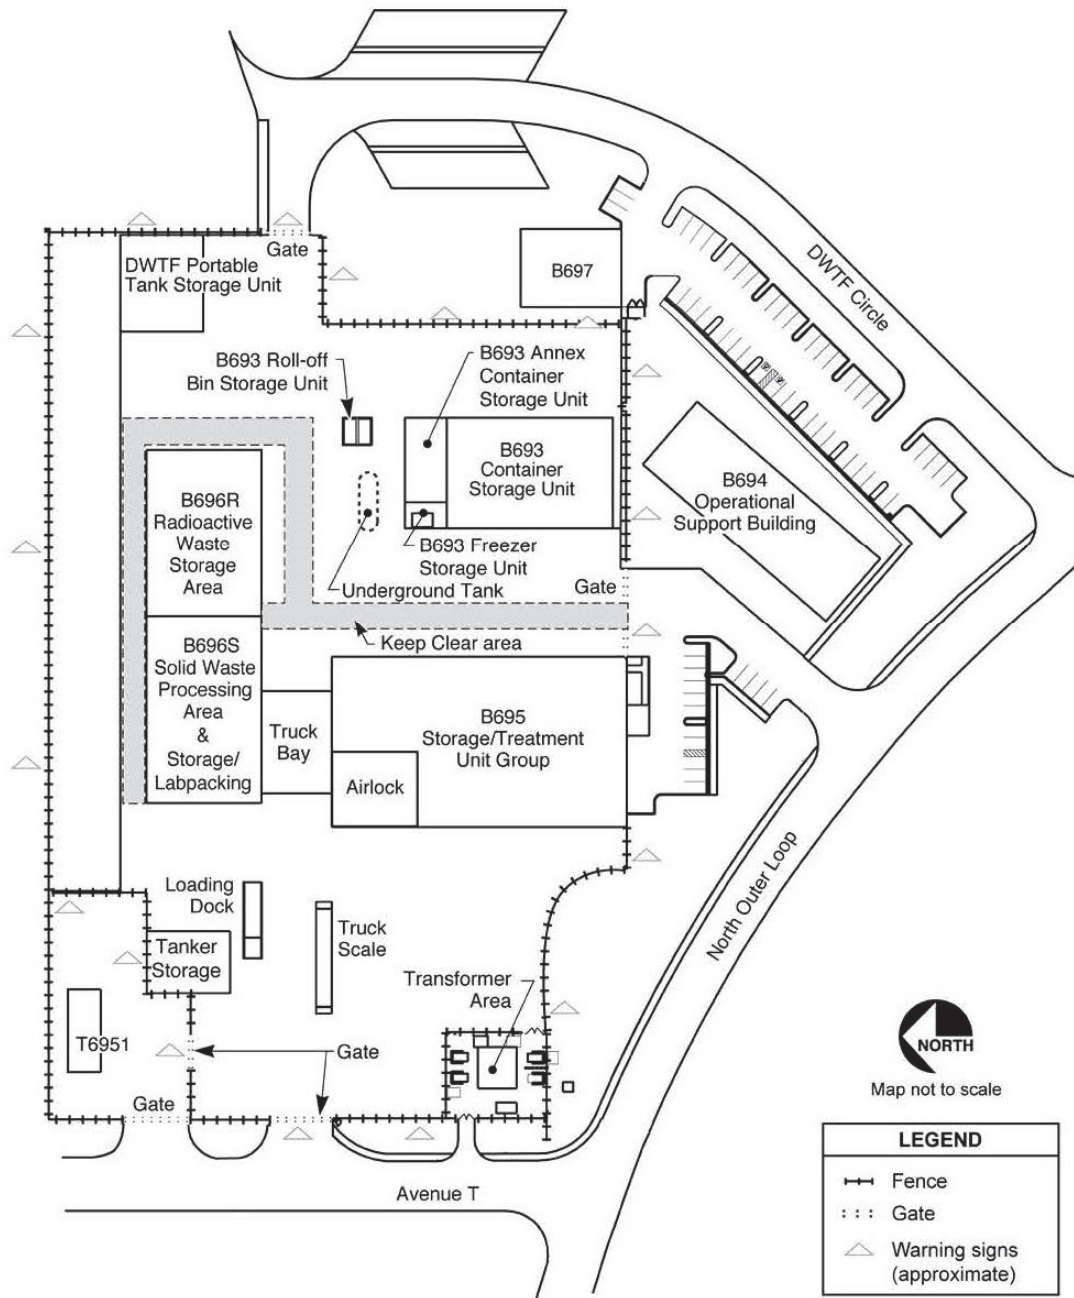 Gate
DWTF Portable
Tank Storage Unit
B697
DWTF Circle
B693 Roll-off
Bin Storage Unit
B693 Annex
Container
Storage Unit
B693
Container
Storage Unit
B694
Operational
Support Building
B696R
Radioactive
Waste
Storage
Area
B693 Freezer
Storage Unit
Underground Tank
Gate
Keep Clear area
B696S
Solid Waste
Processing
Area
&
Storage/
Labpacking
Truck
Bay
B695
Storage/Treatment
Unit Group
Airlock
North Outer Loop
Loading
Dock
Truck
Scale
Tanker
Storage
Transformer
Area
T6951
Gate
Gate
NORTH
Map not to scale
Avenue T
LEGEND
Fence
Gate
Warning signs
(approximate)